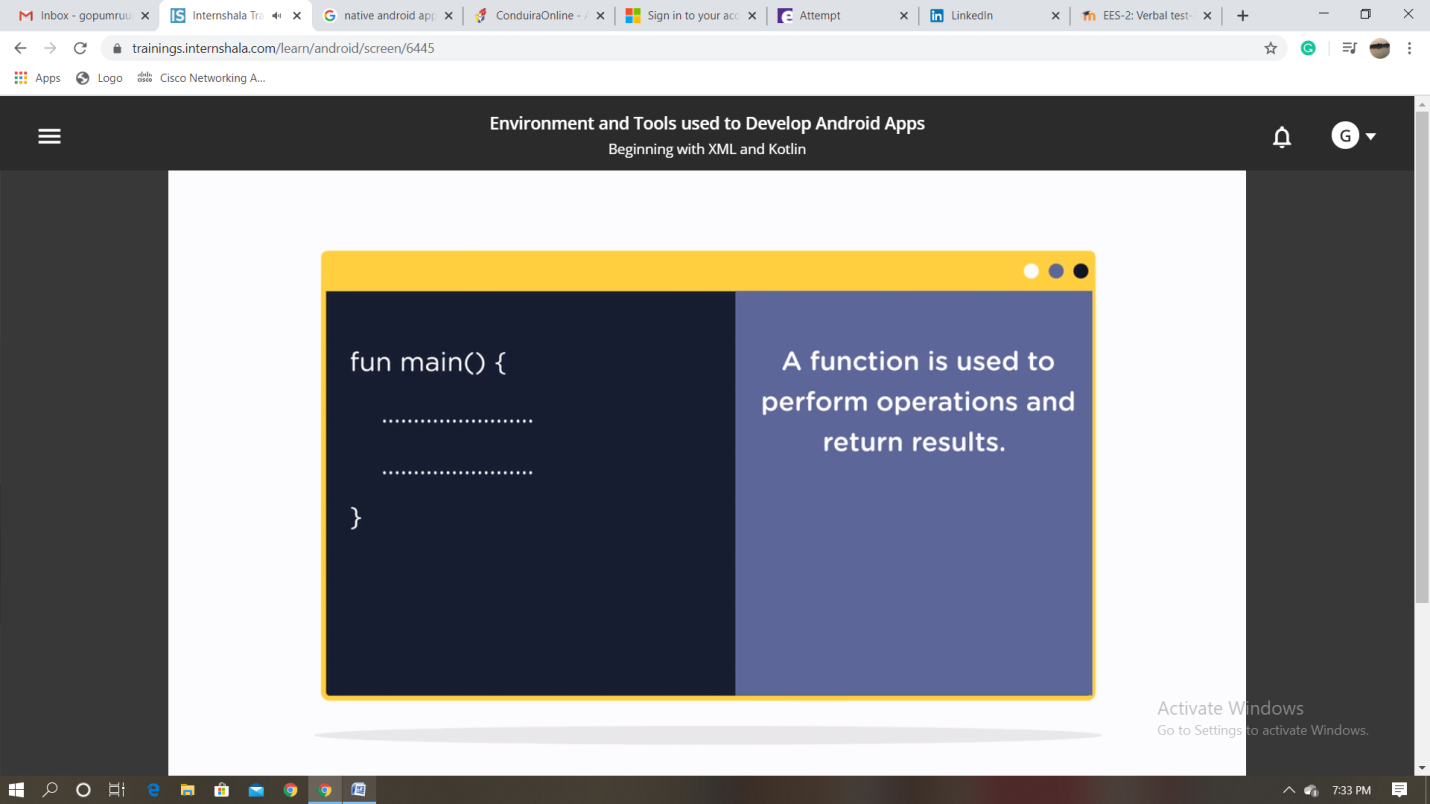 Inbox - gopumruu
Internshala Tra
native android app
ConduiraOnline - A
Sign in to your acc
Attempt
LinkedIn
EES-2: Verbal test-
trainings.internshala.com/learn/android/screen/6445
Apps
Logo
Cisco Networking A...
Environment and Tools used to Develop Android Apps
Beginning with XML and Kotlin
G
fun main() {
........................
........................
}
A function is used to
perform operations and
return results.
Activate Windows
Go to Settings to activate Windows.
7:33 PM